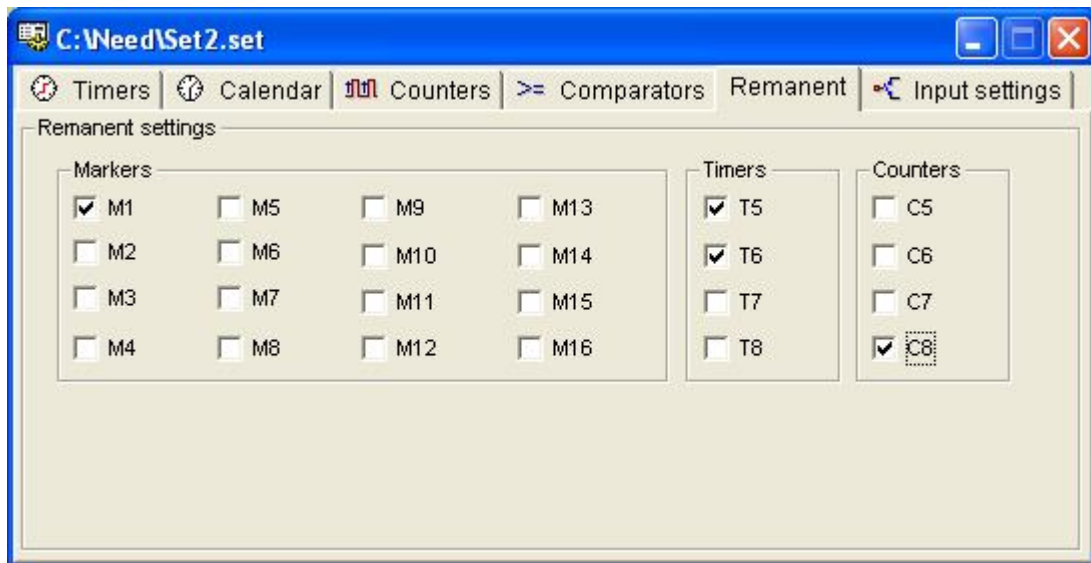 C:\Need\Set2.set
Timers Calendar Counters >= Comparators Remanent Input settings
Remanent settings
Markers Timers Counters
M1 M5 M9 M13 T5 C5
M2 M6 M10 M14 T6 C6
M3 M7 M11 M15 T7 C7
M4 M8 M12 M16 T8 C8